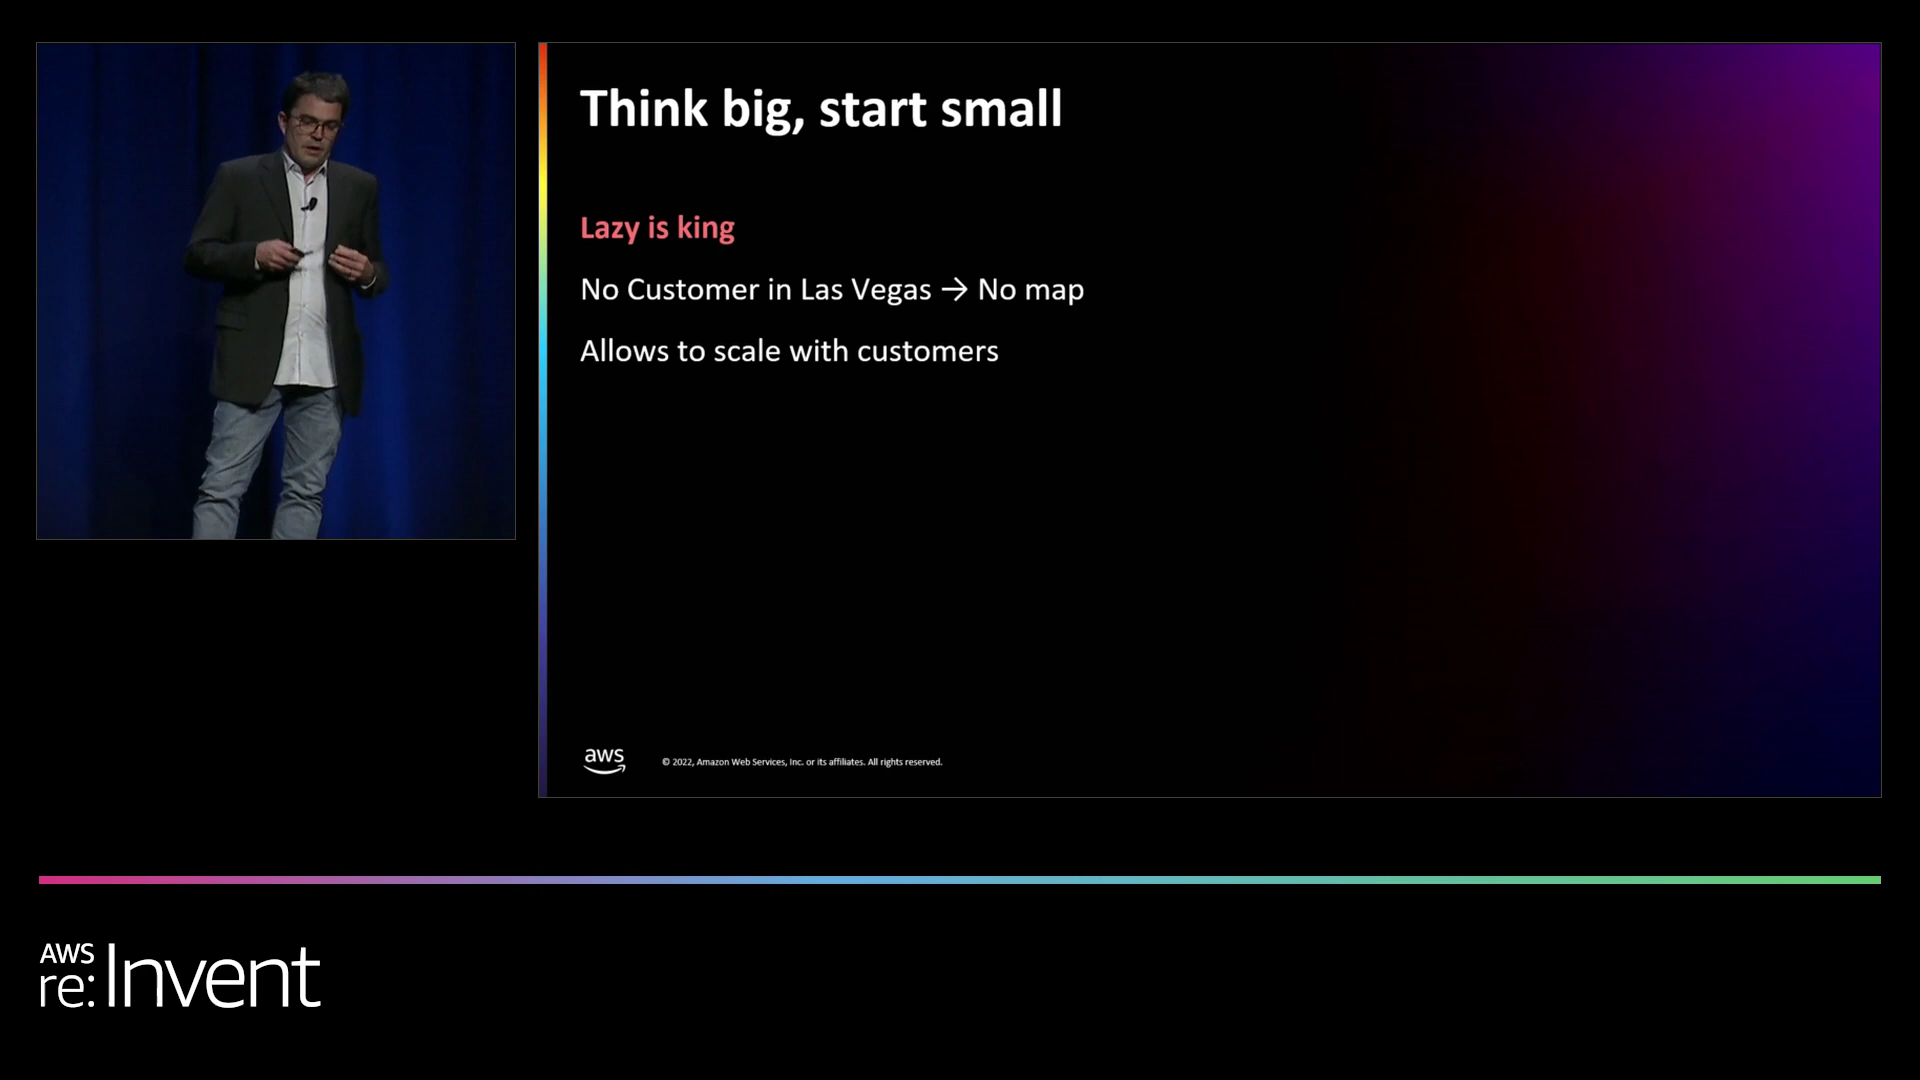 Think big, start small
Lazy is king
No Customer in Las Vegas → No map
Allows to scale with customers
aws
© 2022, Amazon Web Services, Inc. or its affiliates. All rights reserved.
AWS
re:Invent